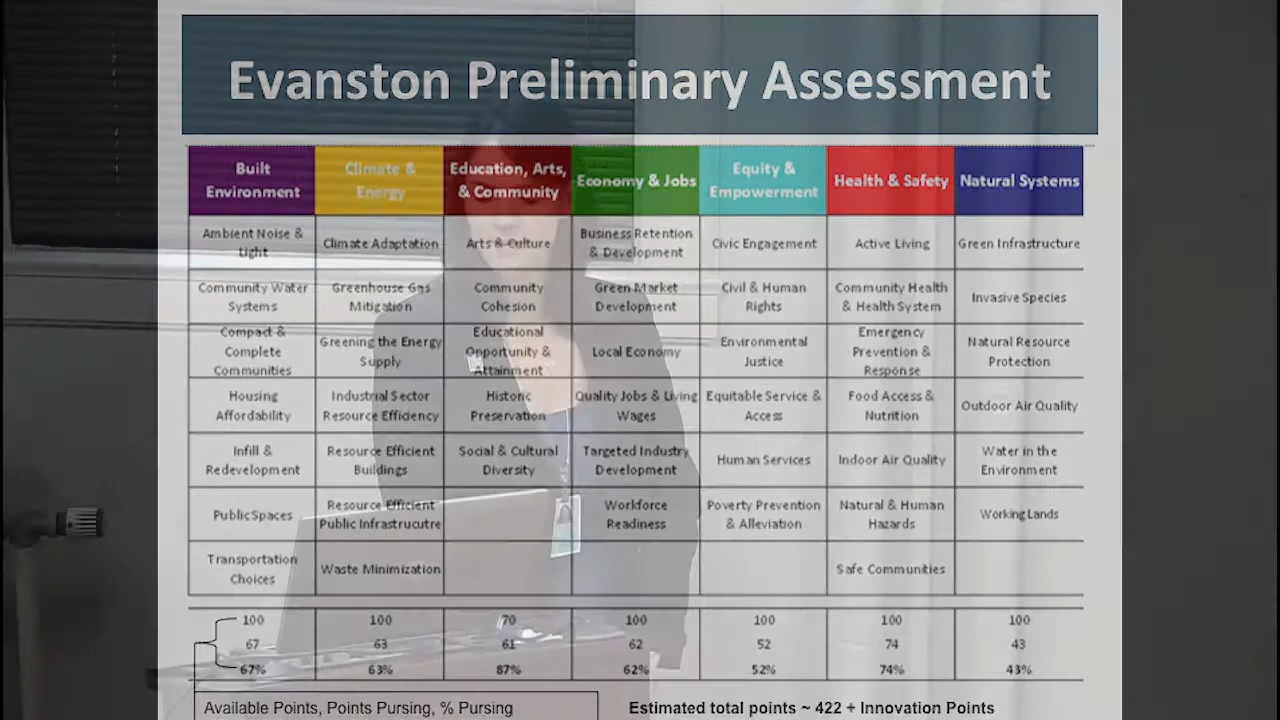 Evanston Preliminary Assessment
Built Environment | Climate & Energy | Education, Arts, & Community | Economy & Jobs | Equity & Empowerment | Health & Safety | Natural Systems
Ambient Noise & Light | Climate Adaptation | Arts & Culture | Business Retention & Development | Civic Engagement | Active Living | Green Infrastructure
Community Water Systems | Greenhouse Gas Mitigation | Community Cohesion | Green Market Development | Civil & Human Rights | Community Health & Health System | Invasive Species
Compact & Complete Communities | Greening the Energy Supply | Educational Opportunity & Attainment | Local Economy | Environmental Justice | Emergency Prevention & Response | Natural Resource Protection
Housing Affordability | Industrial Sector Resource Efficiency | Historic Preservation | Quality Jobs & Living Wages | Equitable Service & Access | Food Access & Nutrition | Outdoor Air Quality
Infill & Redevelopment | Resource Efficient Buildings | Social & Cultural Diversity | Targeted Industry Development | Human Services | Indoor Air Quality | Water in the Environment
Public Spaces | Resource Efficient Public Infrastrucutre | Workforce Readiness | Poverty Prevention & Alleviation | Natural & Human Hazards | Working Lands
Transportation Choices | Waste Minimization | Safe Communities
100 | 100 | 70 | 100 | 100 | 100 | 100
67 | 63 | 61 | 62 | 52 | 74 | 43
67% | 63% | 87% | 62% | 52% | 74% | 43%
Available Points, Points Pursing, % Pursing
Estimated total points ~ 422 + Innovation Points